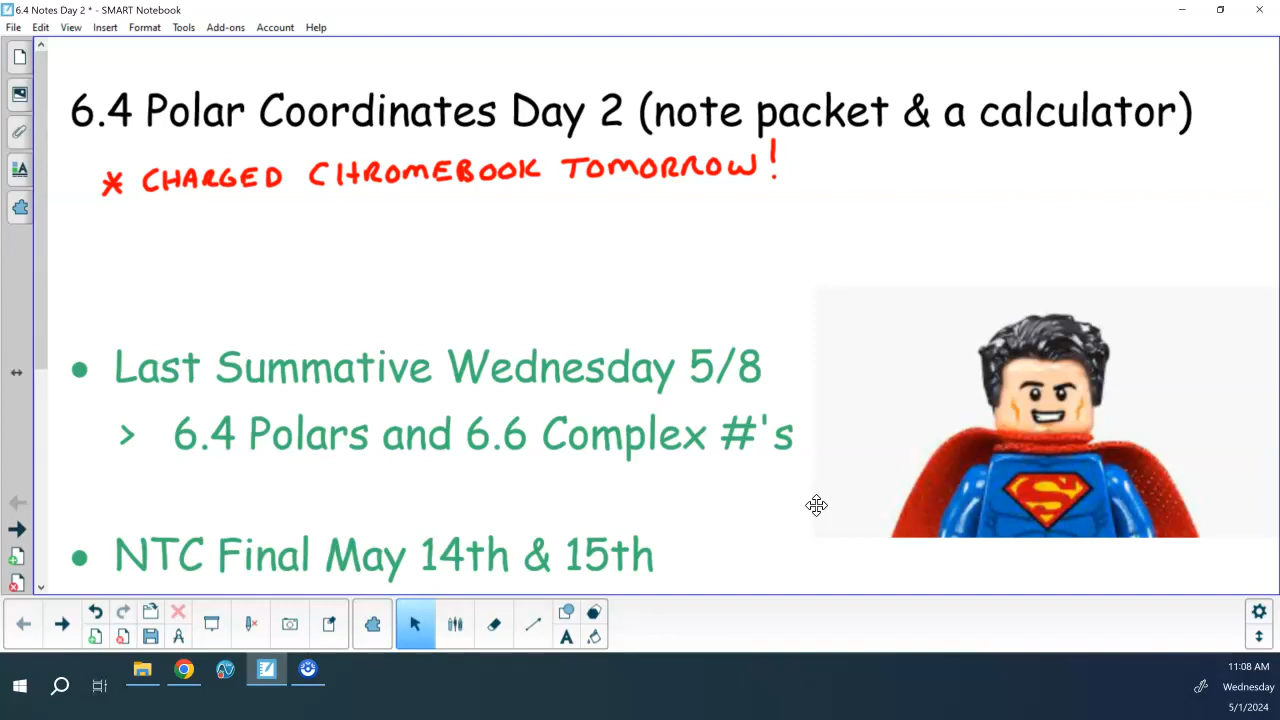 6.4 Notes Day 2 * - SMART Notebook
File Edit View Insert Format Tools Add-ons Account Help
6.4 Polar Coordinates Day 2 (note packet & a calculator)
* CHARGED CHROMEBOOK TOMORROW!
• Last Summative Wednesday 5/8
> 6.4 Polars and 6.6 Complex #'s
• NTC Final May 14th & 15th
11:08 AM
Wednesday
5/1/2024